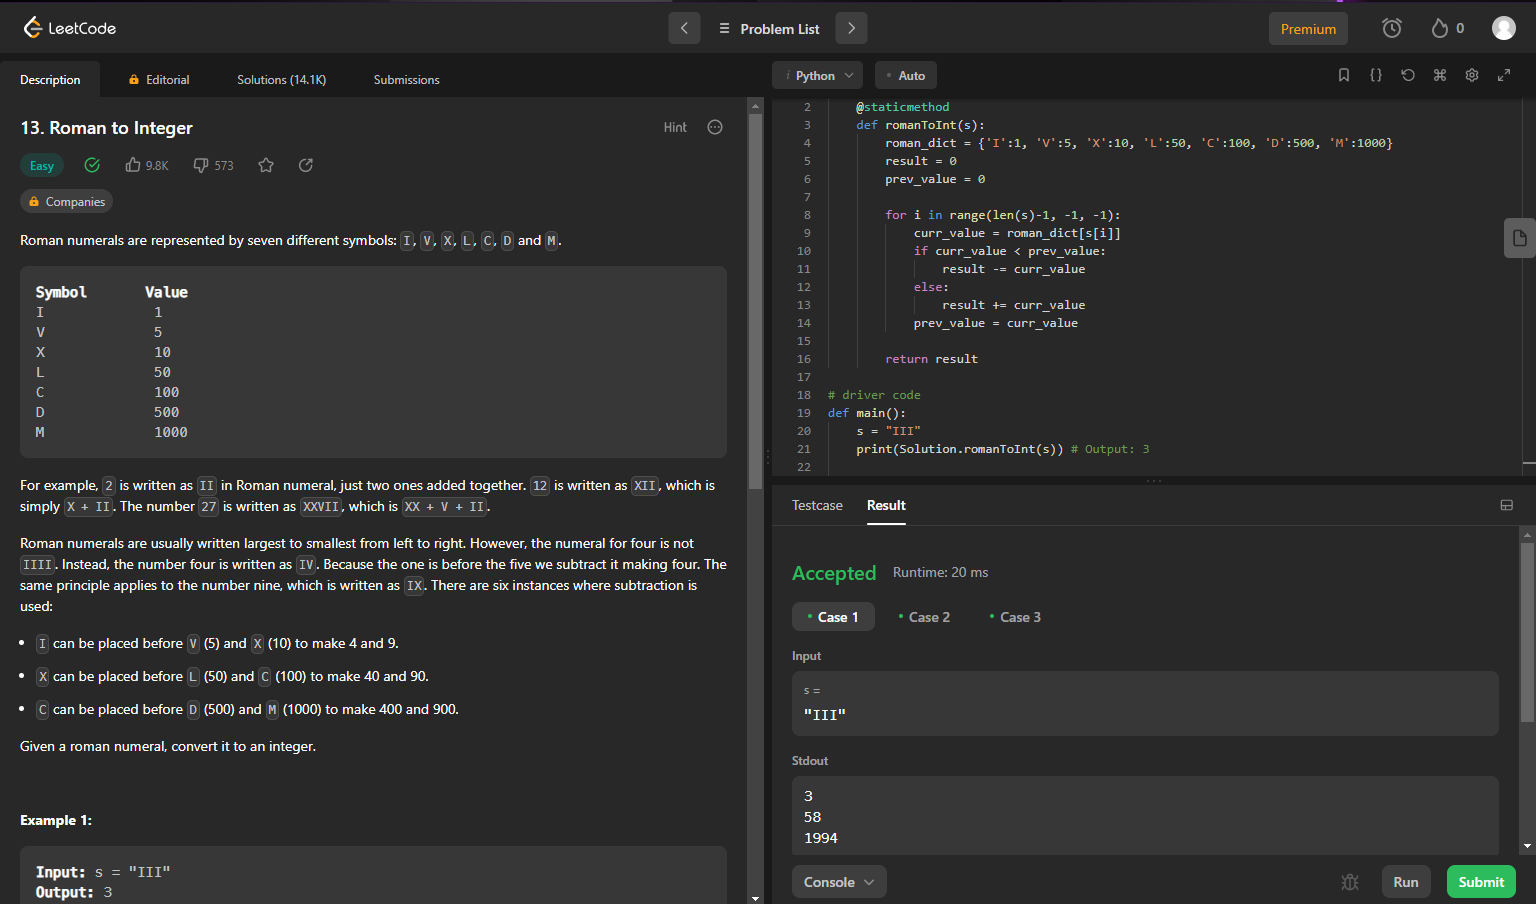 LeetCode
Problem List
Premium
0
Description
Editorial
Solutions (14.1K)
Submissions
13. Roman to Integer
Hint
Easy
9.8K
573
Companies
Roman numerals are represented by seven different symbols: I, V, X, L, C, D and M.
Symbol       Value
I             1
V             5
X             10
L             50
C             100
D             500
M             1000
For example, 2 is written as II in Roman numeral, just two ones added together. 12 is written as XII, which is
simply X + II. The number 27 is written as XXVII, which is XX + V + II.
Roman numerals are usually written largest to smallest from left to right. However, the numeral for four is not
IIII. Instead, the number four is written as IV. Because the one is before the five we subtract it making four. The
same principle applies to the number nine, which is written as IX. There are six instances where subtraction is
used:
• I can be placed before V (5) and X (10) to make 4 and 9.
• X can be placed before L (50) and C (100) to make 40 and 90.
• C can be placed before D (500) and M (1000) to make 400 and 900.
Given a roman numeral, convert it to an integer.
Example 1:
Input: s = "III"
Output: 3
i Python
• Auto
2     @staticmethod
3     def romanToInt(s):
4         roman_dict = {'I':1, 'V':5, 'X':10, 'L':50, 'C':100, 'D':500, 'M':1000}
5         result = 0
6         prev_value = 0
7
8         for i in range(len(s)-1, -1, -1):
9             curr_value = roman_dict[s[i]]
10             if curr_value < prev_value:
11                 result -= curr_value
12             else:
13                 result += curr_value
14             prev_value = curr_value
15
16         return result
17
18 # driver code
19 def main():
20     s = "III"
21     print(Solution.romanToInt(s)) # Output: 3
22
Testcase
Result
Accepted
Runtime: 20 ms
• Case 1
• Case 2
• Case 3
Input
s =
"III"
Stdout
3
58
1994
Console
Run
Submit